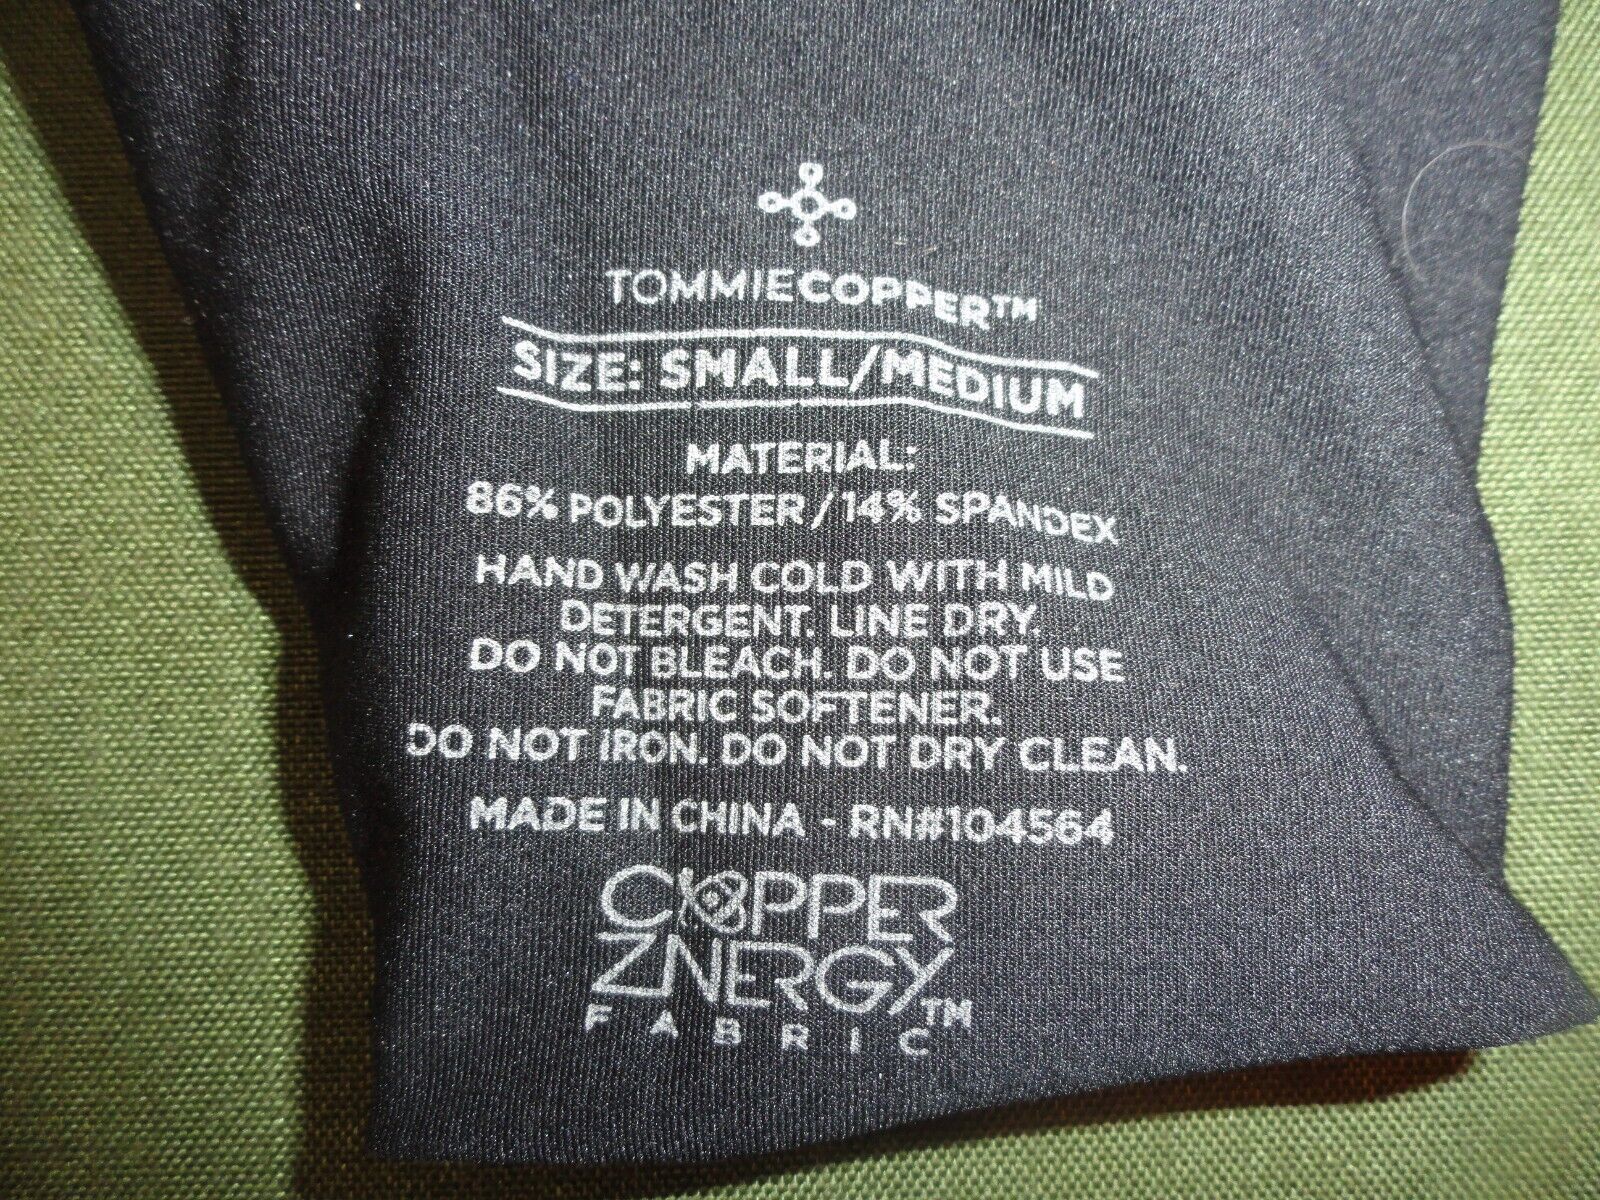 TOMMIECOPPER™
SIZE: SMALL/MEDIUM
MATERIAL:
86% POLYESTER / 14% SPANDEX
HAND WASH COLD WITH MILD
DETERGENT. LINE DRY.
DO NOT BLEACH. DO NOT USE
FABRIC SOFTENER.
DO NOT IRON. DO NOT DRY CLEAN.
MADE IN CHINA - RN#104564
COPPER
ZNERGY™
FABRIC